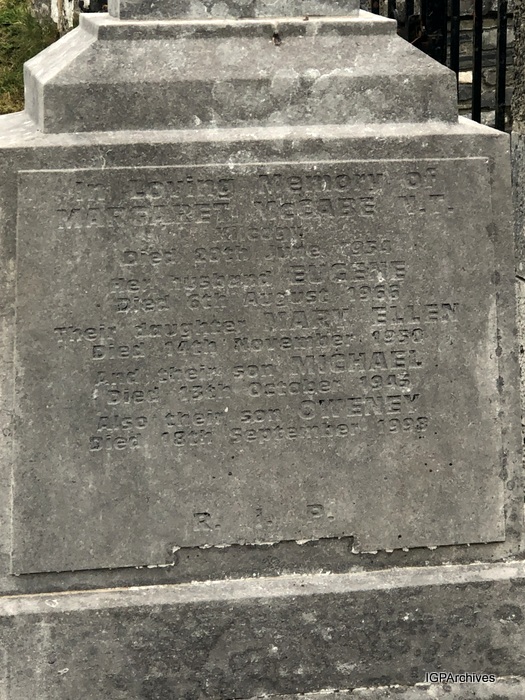 In Loving Memory of
MARGARET McCABE N.T.
Died 28th June 1954
Her husband EUGENE
Died 6th August 1966
Their daughter MARY ELLEN
Died 14th November 1950
And their son MICHAEL
Died 13th October 1945
Also their son OWENEY
Died 18th September 1998
R. I. P.
IGPArchives